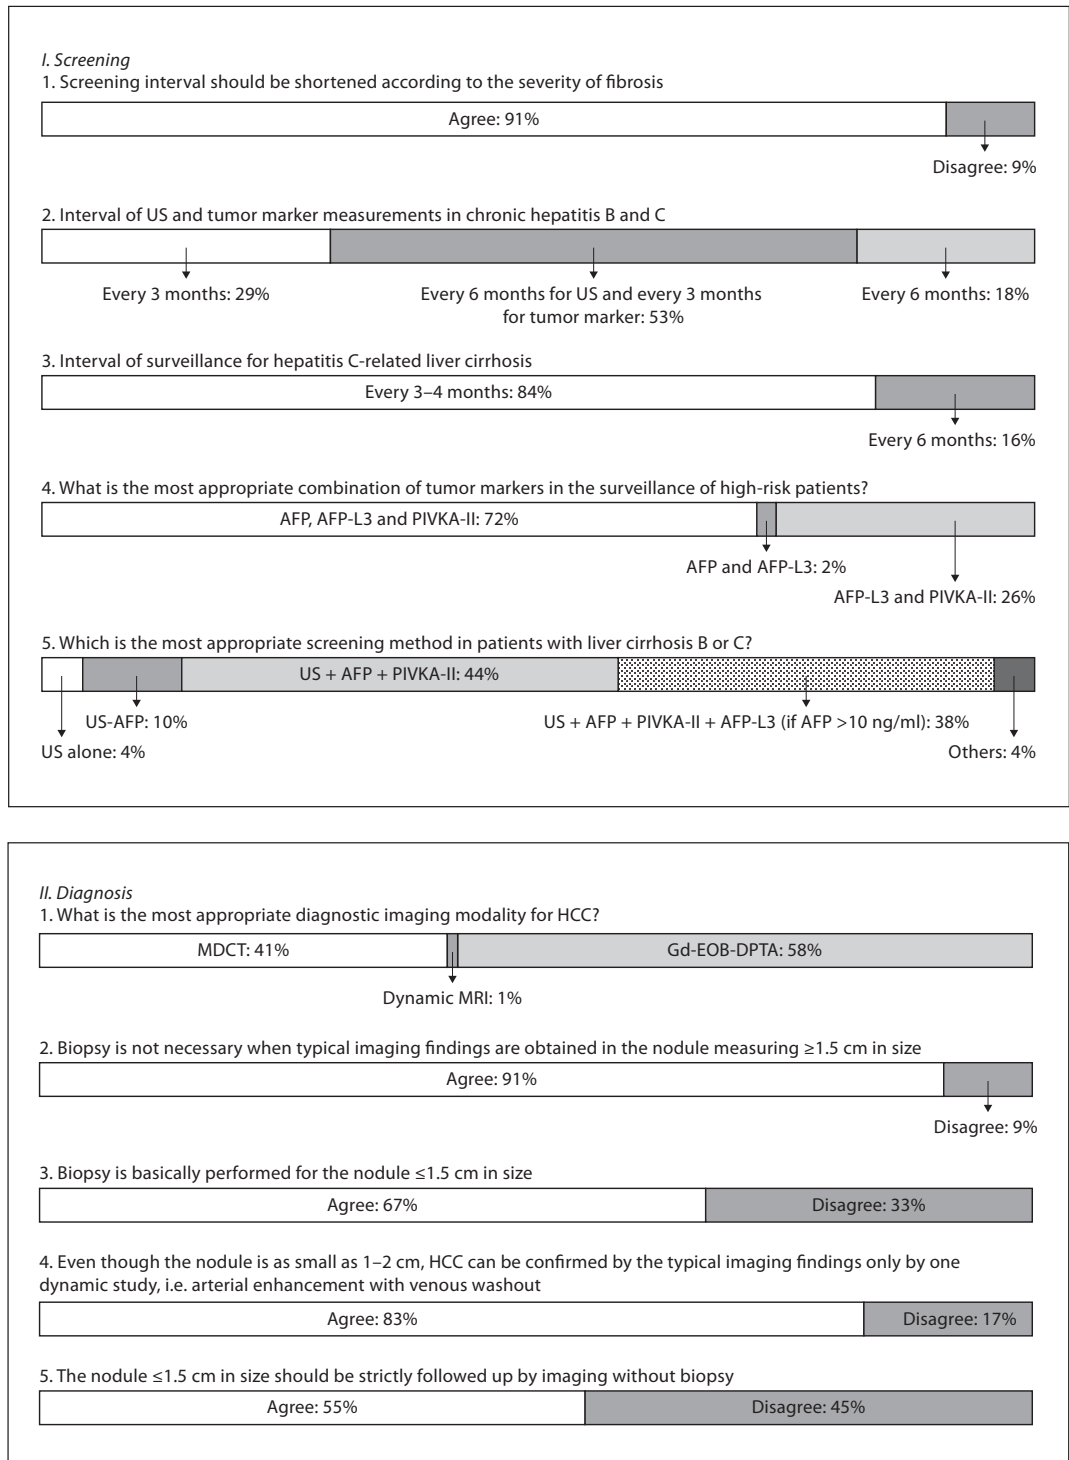 I. Screening
1. Screening interval should be shortened according to the severity of fibrosis
Agree: 91%
Disagree: 9%
2. Interval of US and tumor marker measurements in chronic hepatitis B and C
Every 3 months: 29%
Every 6 months for US and every 3 months
for tumor marker: 53%
Every 6 months: 18%
3. Interval of surveillance for hepatitis C-related liver cirrhosis
Every 3–4 months: 84%
Every 6 months: 16%
4. What is the most appropriate combination of tumor markers in the surveillance of high-risk patients?
AFP, AFP-L3 and PIVKA-II: 72%
AFP and AFP-L3: 2%
AFP-L3 and PIVKA-II: 26%
5. Which is the most appropriate screening method in patients with liver cirrhosis B or C?
US + AFP + PIVKA-II: 44%
US-AFP: 10%
US + AFP + PIVKA-II + AFP-L3 (if AFP >10 ng/ml): 38%
US alone: 4%
Others: 4%
II. Diagnosis
1. What is the most appropriate diagnostic imaging modality for HCC?
MDCT: 41%
Gd-EOB-DPTA: 58%
Dynamic MRI: 1%
2. Biopsy is not necessary when typical imaging findings are obtained in the nodule measuring ≥1.5 cm in size
Agree: 91%
Disagree: 9%
3. Biopsy is basically performed for the nodule ≤1.5 cm in size
Agree: 67%
Disagree: 33%
4. Even though the nodule is as small as 1–2 cm, HCC can be confirmed by the typical imaging findings only by one
dynamic study, i.e. arterial enhancement with venous washout
Agree: 83%
Disagree: 17%
5. The nodule ≤1.5 cm in size should be strictly followed up by imaging without biopsy
Agree: 55%
Disagree: 45%